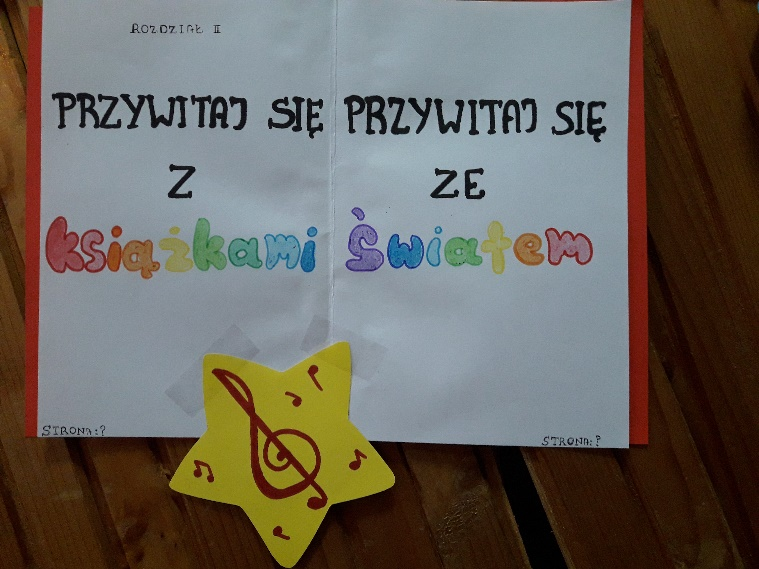 ROZDZIAŁ II
PRZYWITAJ SIĘ
Z
książkami
STRONA:?
PRZYWITAJ SIĘ
ZE
Światem
STRONA:?